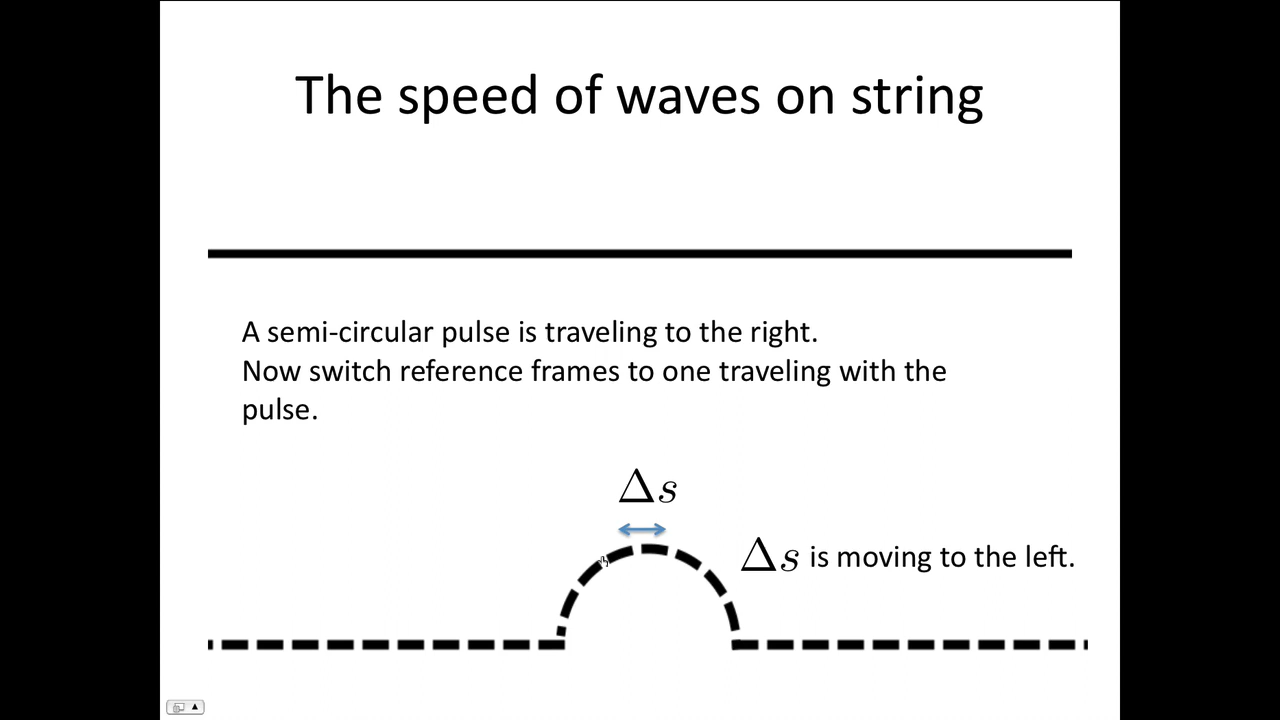 The speed of waves on string
A semi-circular pulse is traveling to the right.
Now switch reference frames to one traveling with the
pulse.
Δs
Δs is moving to the left.